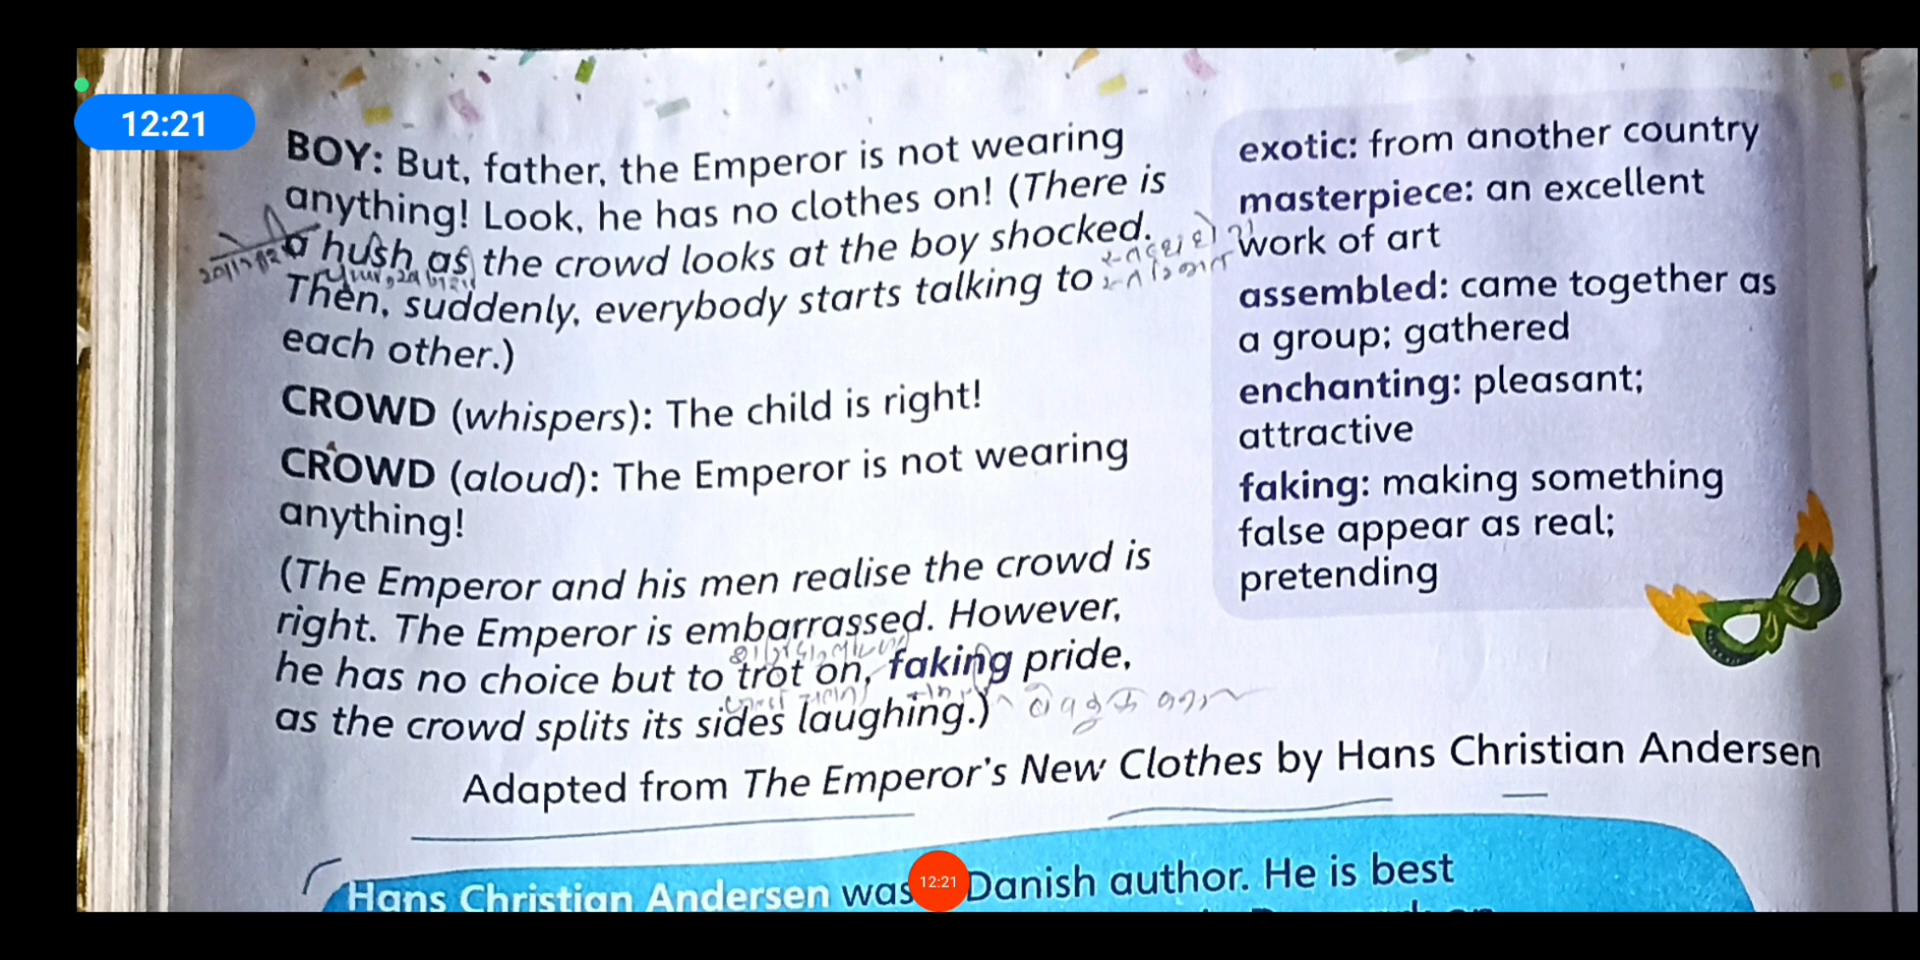 12:21
BOY: But, father, the Emperor is not wearing
anything! Look, he has no clothes on! (There is
a hush as the crowd looks at the boy shocked.
Then, suddenly, everybody starts talking to
each other.)
CROWD (whispers): The child is right!
CROWD (aloud): The Emperor is not wearing
anything!
(The Emperor and his men realise the crowd is
right. The Emperor is embarrassed. However,
he has no choice but to trot on, faking pride,
as the crowd splits its sides laughing.)
Adapted from The Emperor's New Clothes by Hans Christian Andersen
exotic: from another country
masterpiece: an excellent
work of art
assembled: came together as
a group; gathered
enchanting: pleasant;
attractive
faking: making something
false appear as real;
pretending
Hans Christian Andersen was
12:21
Danish author. He is best